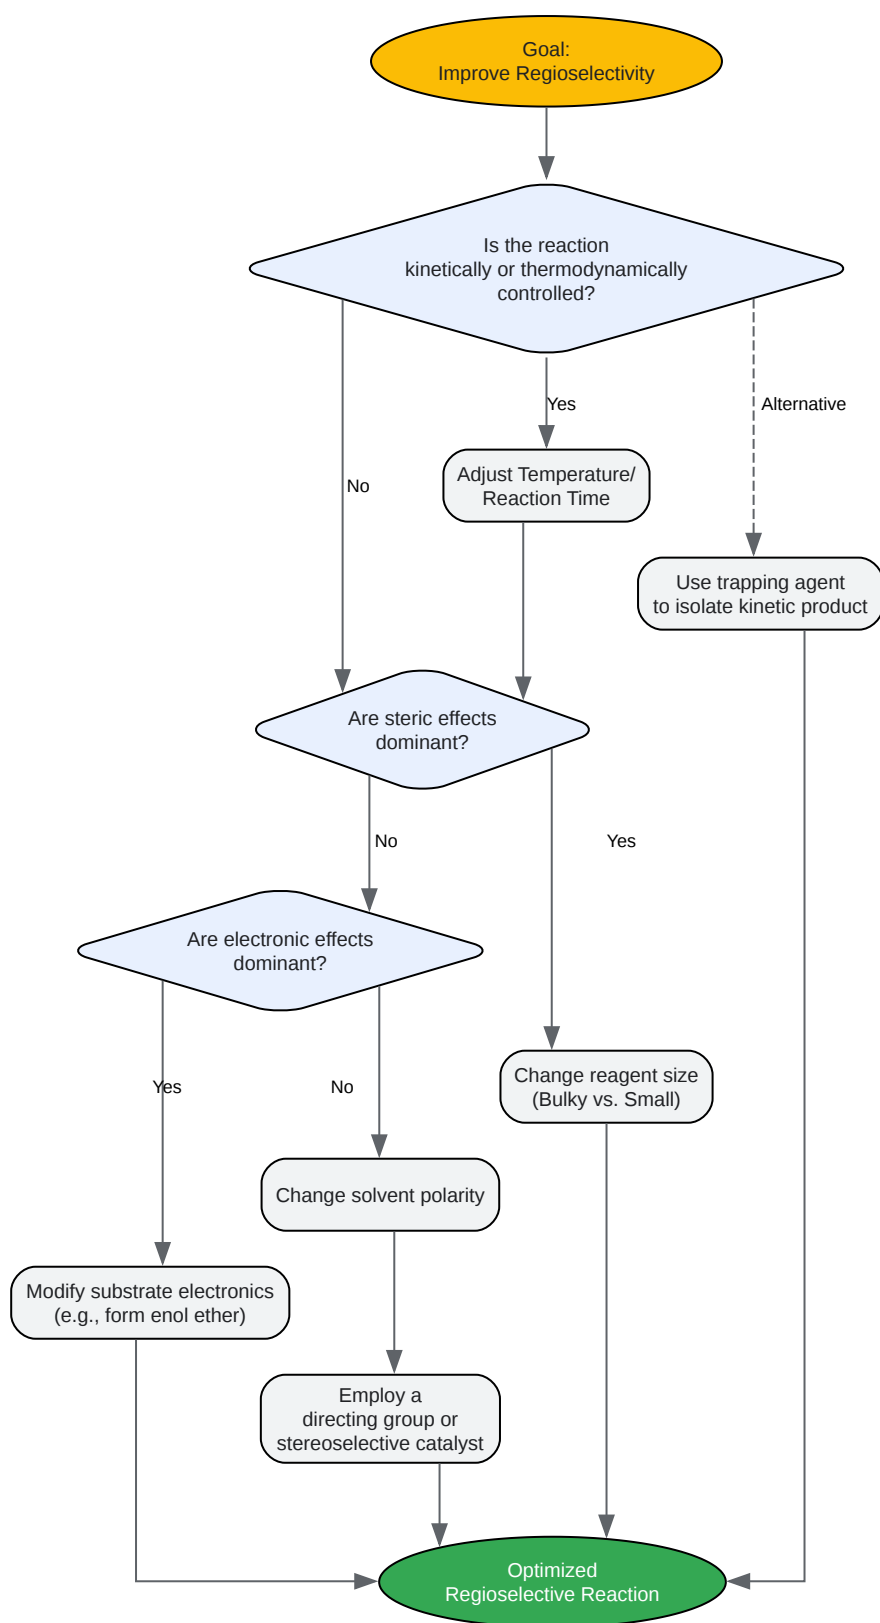 Goal:
Improve Regioselectivity
Is the reaction
kinetically or thermodynamically
controlled?
Yes
Alternative
No
Adjust Temperature/
Reaction Time
Use trapping agent
to isolate kinetic product
Are steric effects
dominant?
No
Yes
Are electronic effects
dominant?
Yes
No
Change reagent size
(Bulky vs. Small)
Change solvent polarity
Modify substrate electronics
(e.g., form enol ether)
Employ a
directing group or
stereoselective catalyst
Optimized
Regioselective Reaction